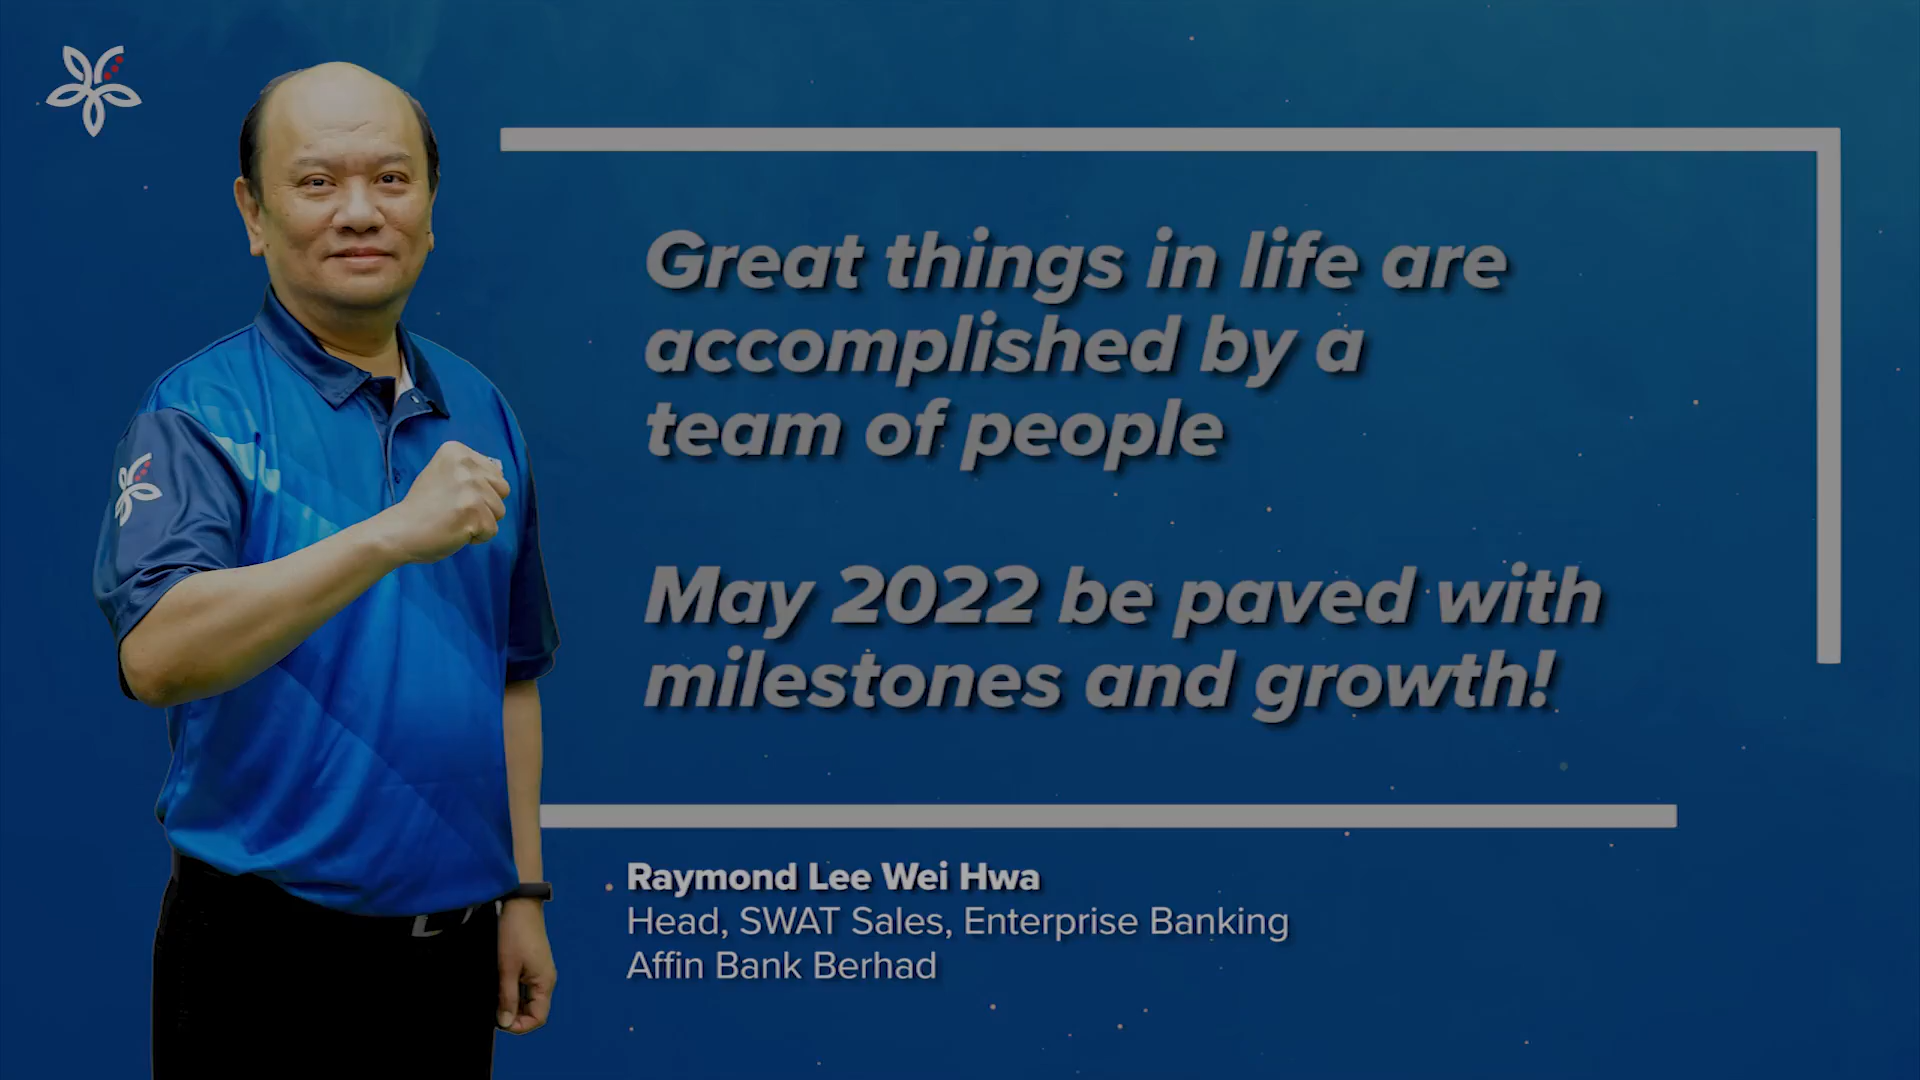 Great things in life are
accomplished by a
team of people
May 2022 be paved with
milestones and growth!
Raymond Lee Wei Hwa
Head, SWAT Sales, Enterprise Banking
Affin Bank Berhad